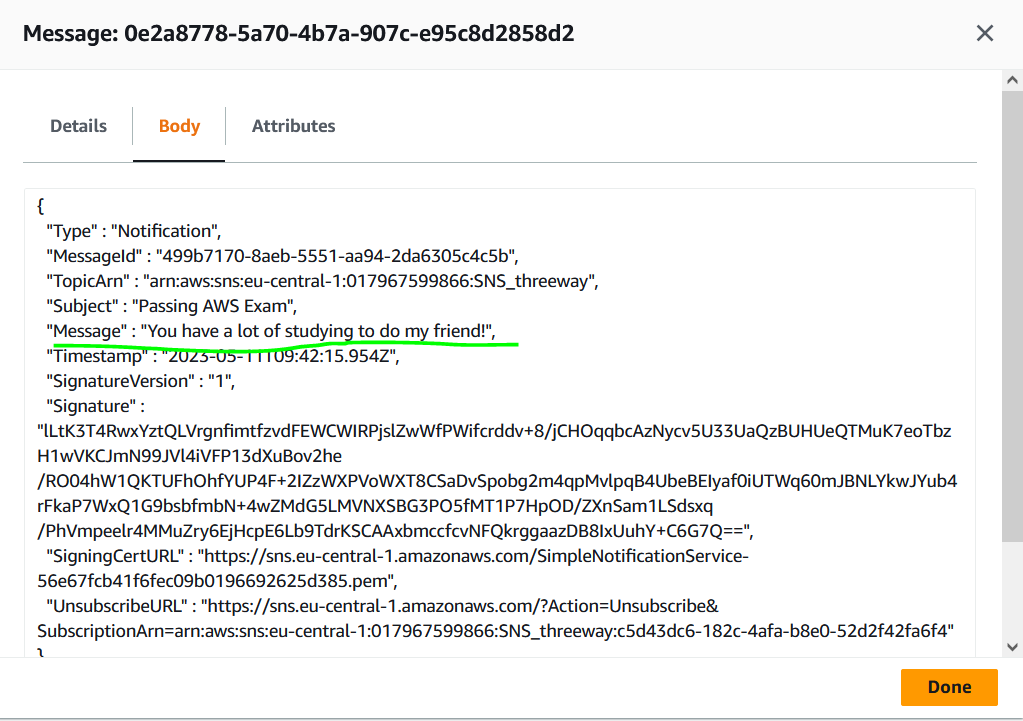 Message: 0e2a8778-5a70-4b7a-907c-e95c8d2858d2
Details
Body
Attributes
{
"Type" : "Notification",
"MessageId" : "499b7170-8aeb-5551-aa94-2da6305c4c5b",
"TopicArn" : "arn:aws:sns:eu-central-1:017967599866:SNS_threeway",
"Subject" : "Passing AWS Exam",
"Message" : "You have a lot of studying to do my friend!",
"Timestamp" : "2023-05-11T09:42:15.954Z",
"SignatureVersion" : "1",
"Signature" :
"lLtK3T4RwxYztQLVrgnfimtfzvdFEWCWIRPjslZwWfPWifcrddv+8/jCHOqqbcAzNycv5U33UaQzBUHUeQTMuK7eoTbz
H1wVKCJmN99JVl4iVFP13dXuBov2he
/RO04hW1QKTUFhOhfYUP4F+2IZzWXPVoWXT8CSaDvSpobg2m4qpMvlpqB4UbeBEIyaf0iUTWq60mJBNLYkwJYub4
rFkaP7WxQ1G9bsbfmbN+4wZMdG5LMVNXSBG3PO5fMT1P7HpOD/ZXnSam1LSdsxq
/PhVmpeelr4MMuZry6EjHcpE6Lb9TdrKSCAAxbmccfcvNFQkrggaazDB8IxUuhY+C6G7Q==",
"SigningCertURL" : "https://sns.eu-central-1.amazonaws.com/SimpleNotificationService-
56e67fcb41f6fec09b0196692625d385.pem",
"UnsubscribeURL" : "https://sns.eu-central-1.amazonaws.com/?Action=Unsubscribe&
SubscriptionArn=arn:aws:sns:eu-central-1:017967599866:SNS_threeway:c5d43dc6-182c-4afa-b8e0-52d2f42fa6f4"
}
Done